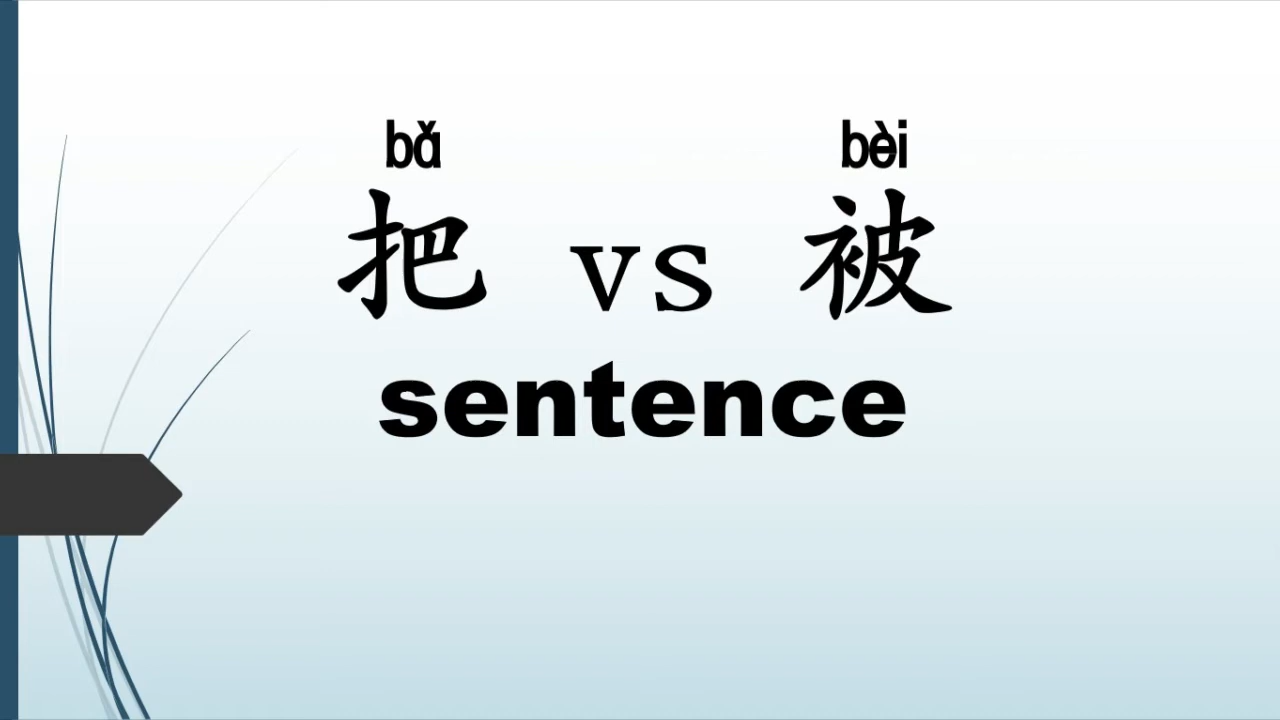 bǎ bèi
把 vs 被
sentence